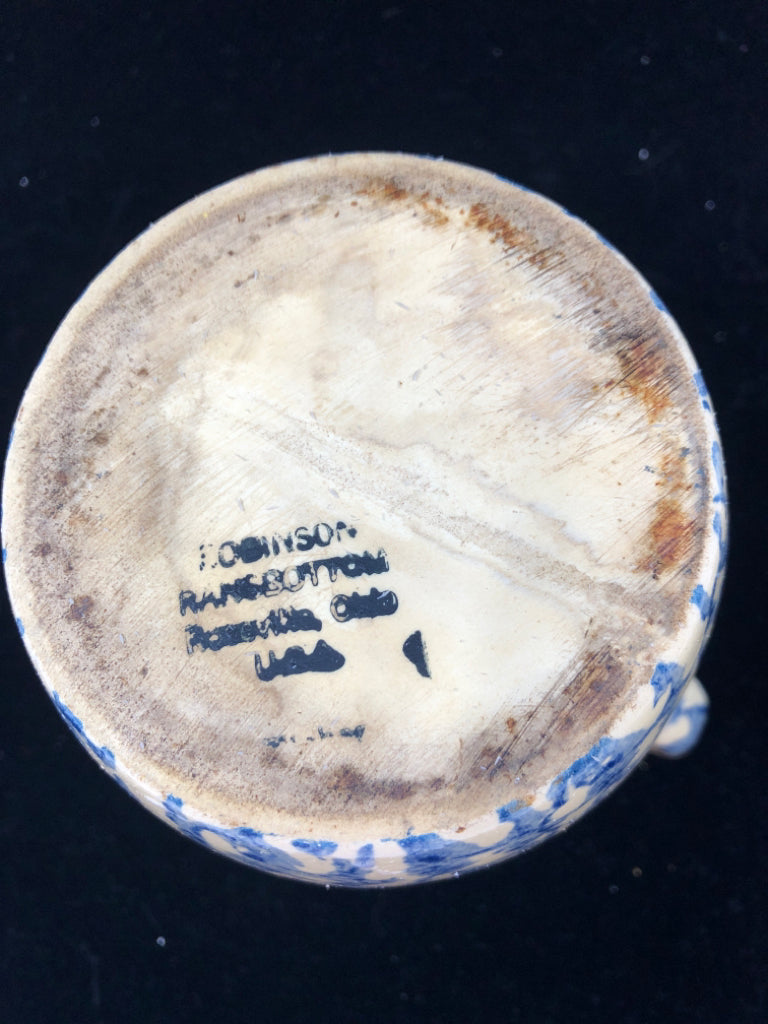 ROBINSON
RANSBOTTOM
Roseville, Ohio
USA